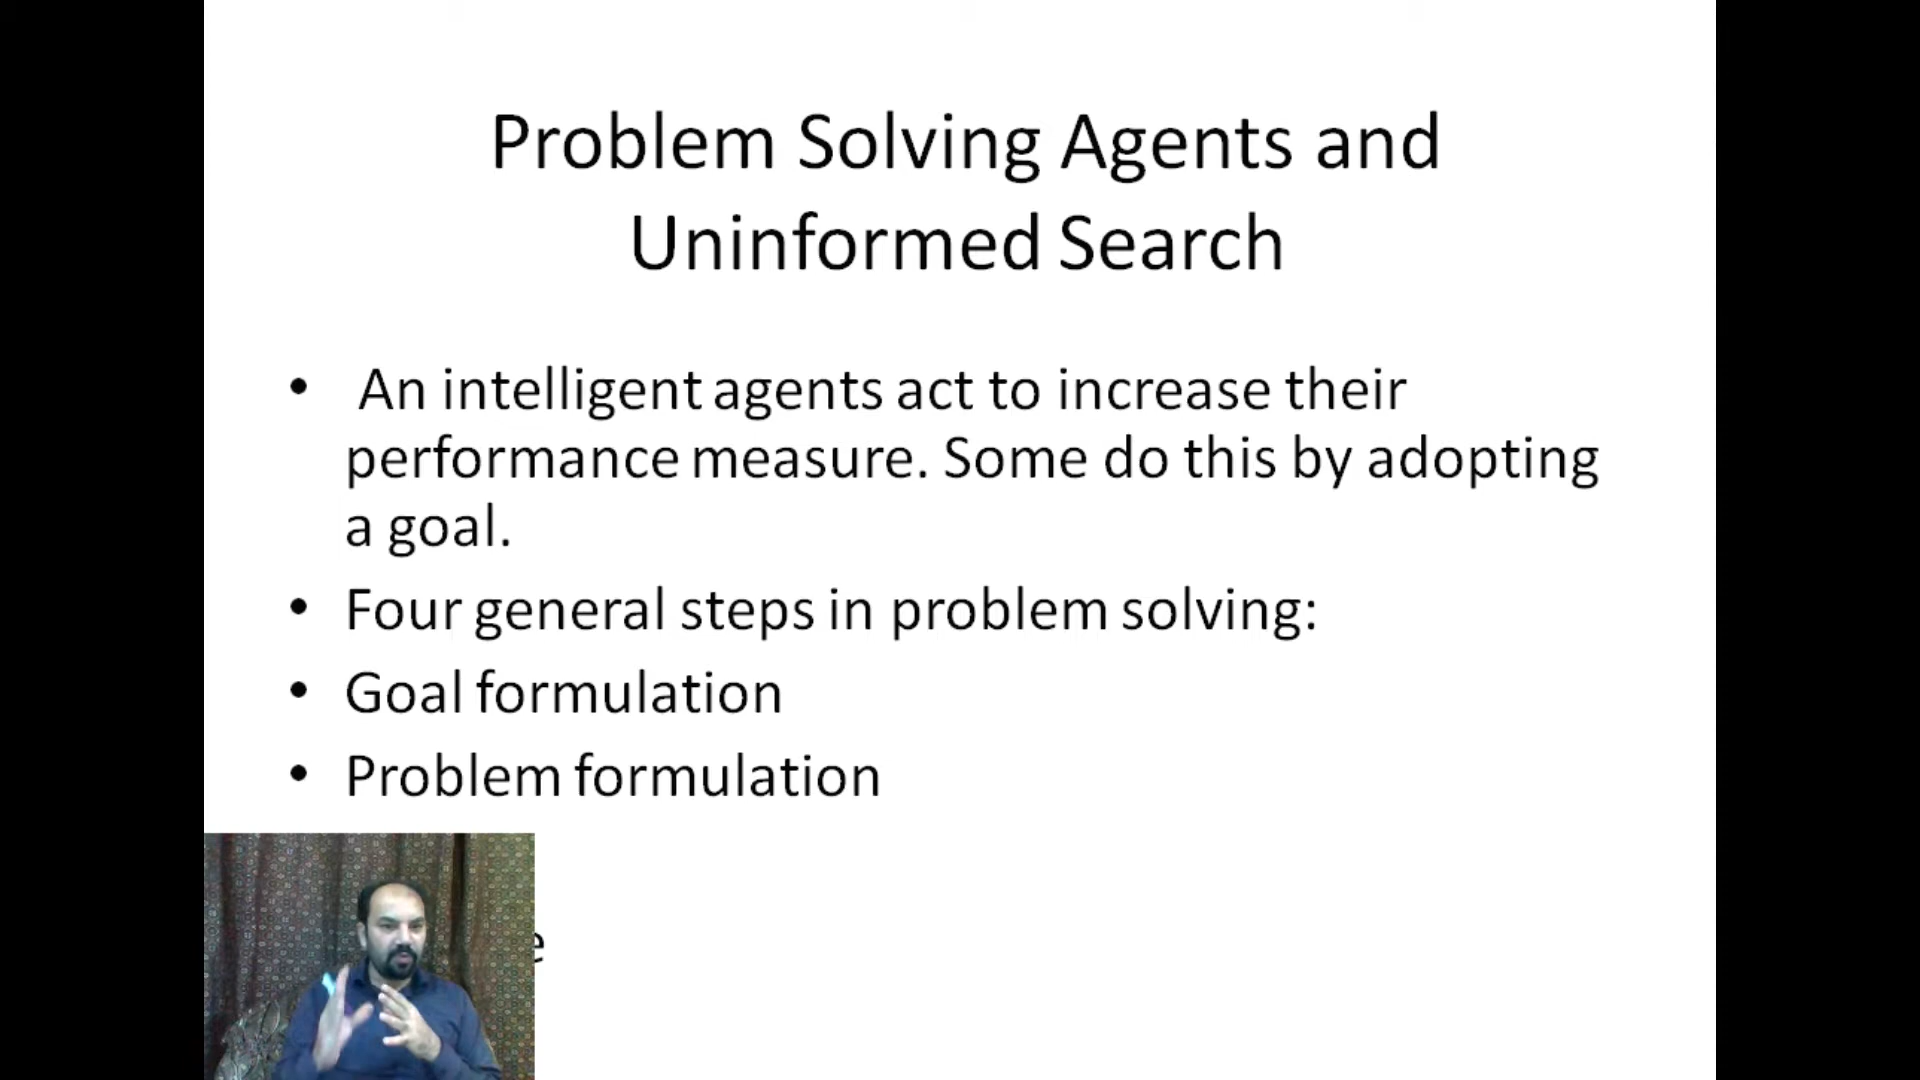 Problem Solving Agents and
Uninformed Search
• An intelligent agents act to increase their
performance measure. Some do this by adopting
a goal.
• Four general steps in problem solving:
• Goal formulation
• Problem formulation